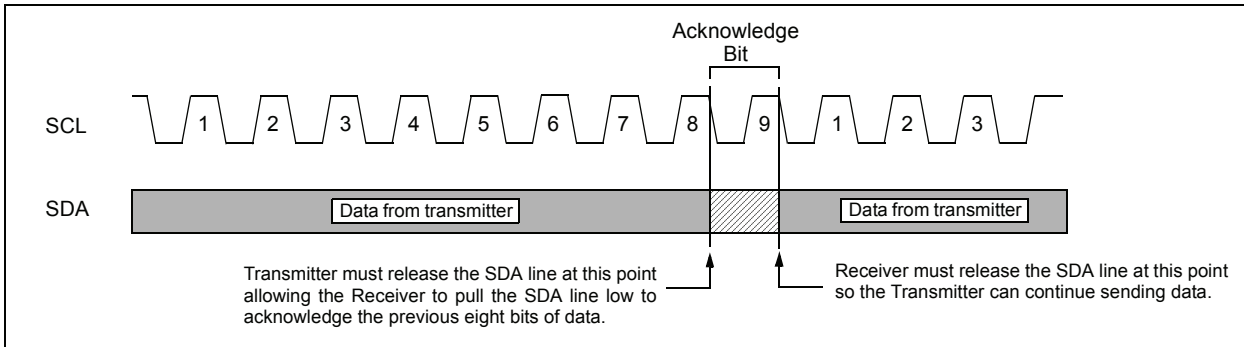 Acknowledge
Bit
SCL
1 2 3 4 5 6 7 8 9 1 2 3
SDA
Data from transmitter
Data from transmitter
Transmitter must release the SDA line at this point
allowing the Receiver to pull the SDA line low to
acknowledge the previous eight bits of data.
Receiver must release the SDA line at this point
so the Transmitter can continue sending data.